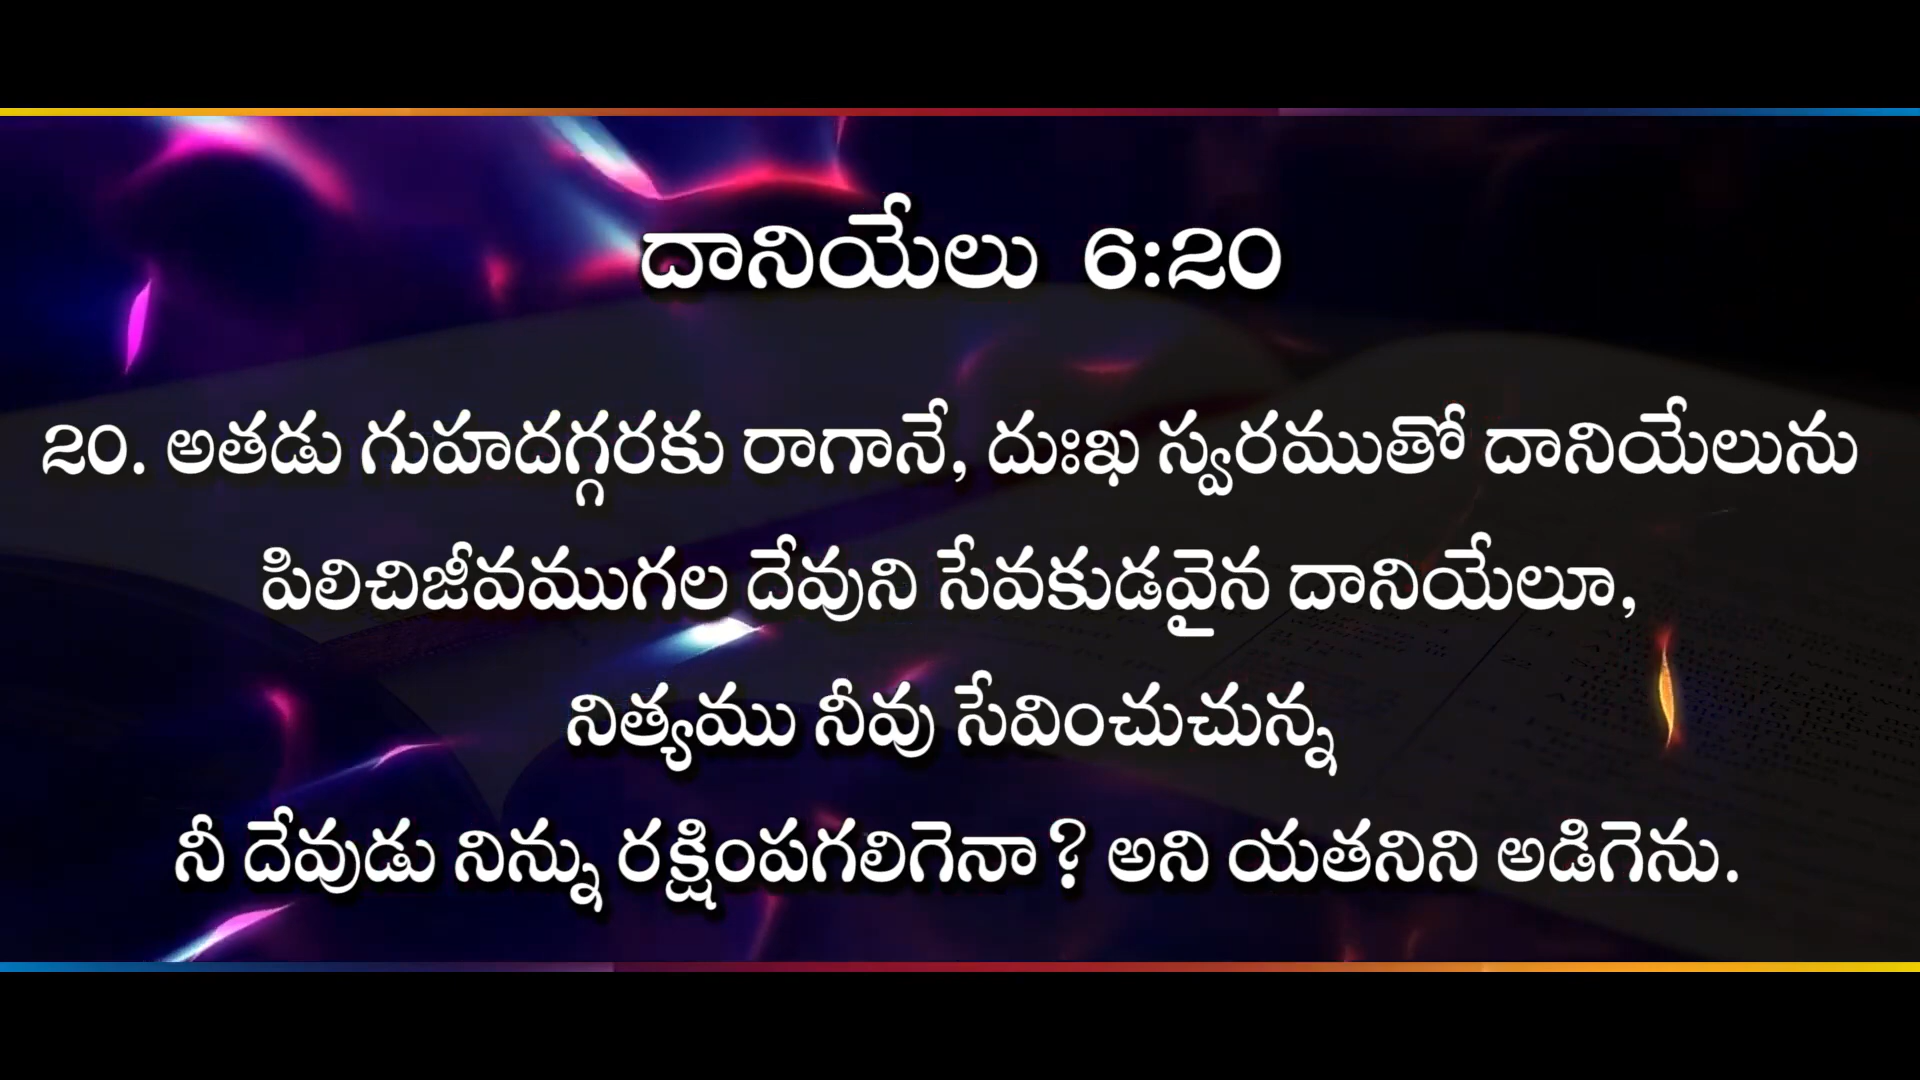 దానియేలు 6:20
20. అతడు గుహదగ్గరకు రాగానే, దుఃఖ స్వరముతో దానియేలును
పిలిచిజీవముగల దేవుని సేవకుడవైన దానియేలూ,
నిత్యము నీవు సేవించుచున్న
నీ దేవుడు నిన్ను రక్షింపగలిగెనా? అని యతనిని అడిగెను.